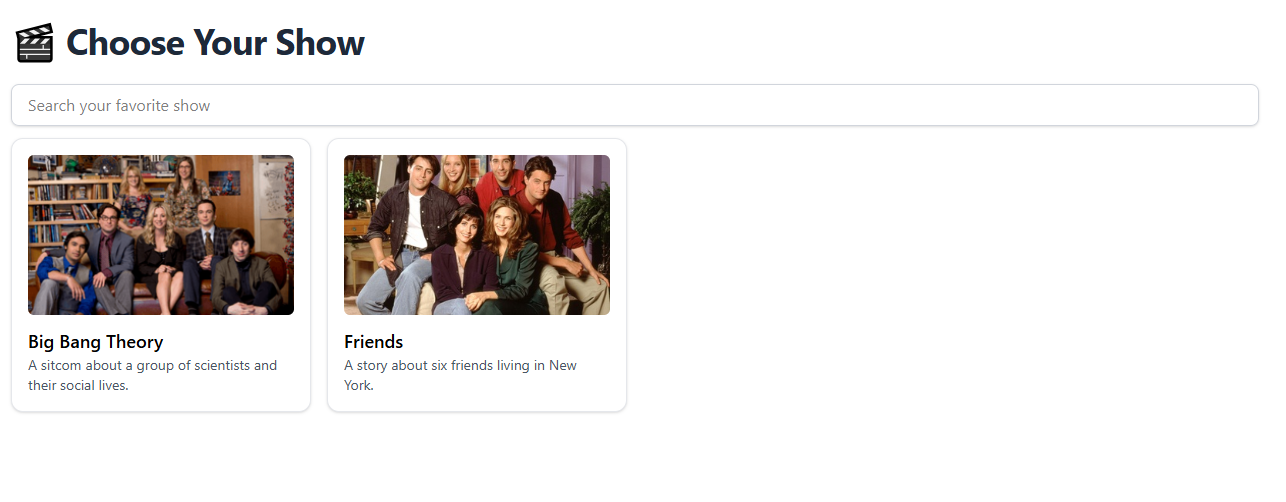 Choose Your Show
Search your favorite show
Big Bang Theory
A sitcom about a group of scientists and
their social lives.
Friends
A story about six friends living in New
York.